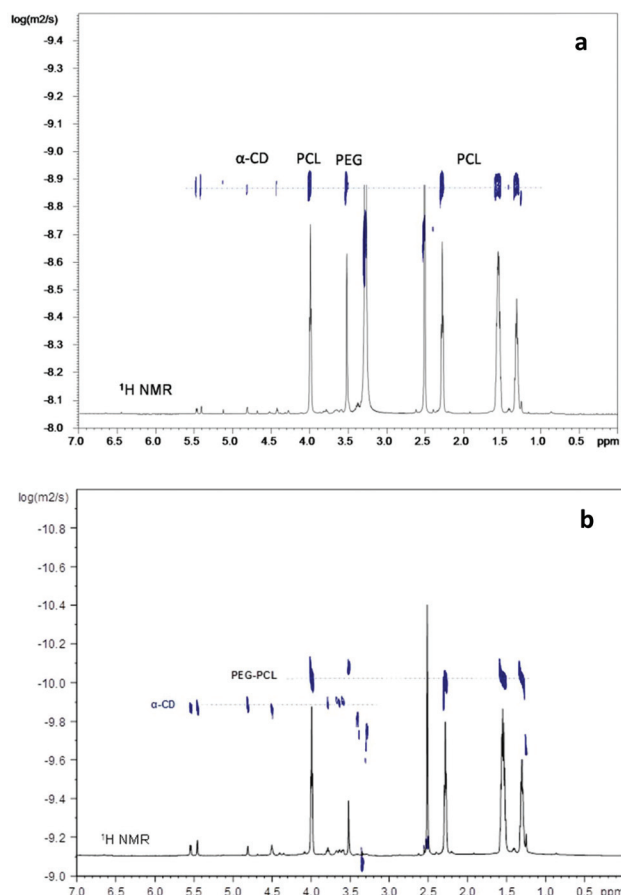 log(m2/s)
a
-9.4
-9.3
-9.2
-9.1
-9.0
α-CD PCL PEG PCL
-8.9
-8.8
-8.7
-8.6
-8.5
-8.4
-8.3
-8.2
¹H NMR
-8.1
-8.0
7.0 6.5 6.0 5.5 5.0 4.5 4.0 3.5 3.0 2.5 2.0 1.5 1.0 0.5 ppm
log(m2/s)
b
-10.8
-10.6
-10.4
-10.2
PEG-PCL
-10.0
α-CD
-9.8
-9.6
-9.4
-9.2
¹H NMR
-9.0
7.0 6.5 6.0 5.5 5.0 4.5 4.0 3.5 3.0 2.5 2.0 1.5 1.0 0.5 ppm